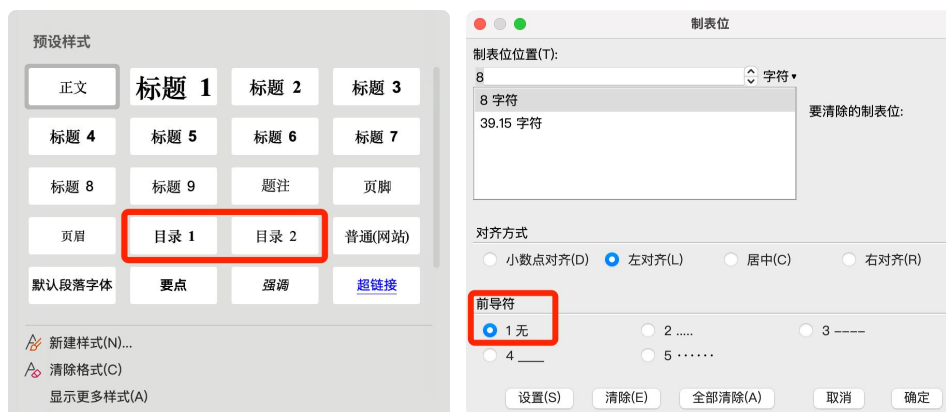 预设样式
正文 标题 1 标题 2 标题 3
标题 4 标题 5 标题 6 标题 7
标题 8 标题 9 题注 页脚
页眉 目录 1 目录 2 普通(网站)
默认段落字体 要点 强调 超链接
新建样式(N)...
清除格式(C)
显示更多样式(A)
制表位
制表位位置(T):
8 字符
8 字符
39.15 字符
要清除的制表位:
对齐方式
小数点对齐(D) 左对齐(L) 居中(C) 右对齐(R)
前导符
1 无 2 ..... 3 ----
4 ___ 5 ······
设置(S) 清除(E) 全部清除(A) 取消 确定